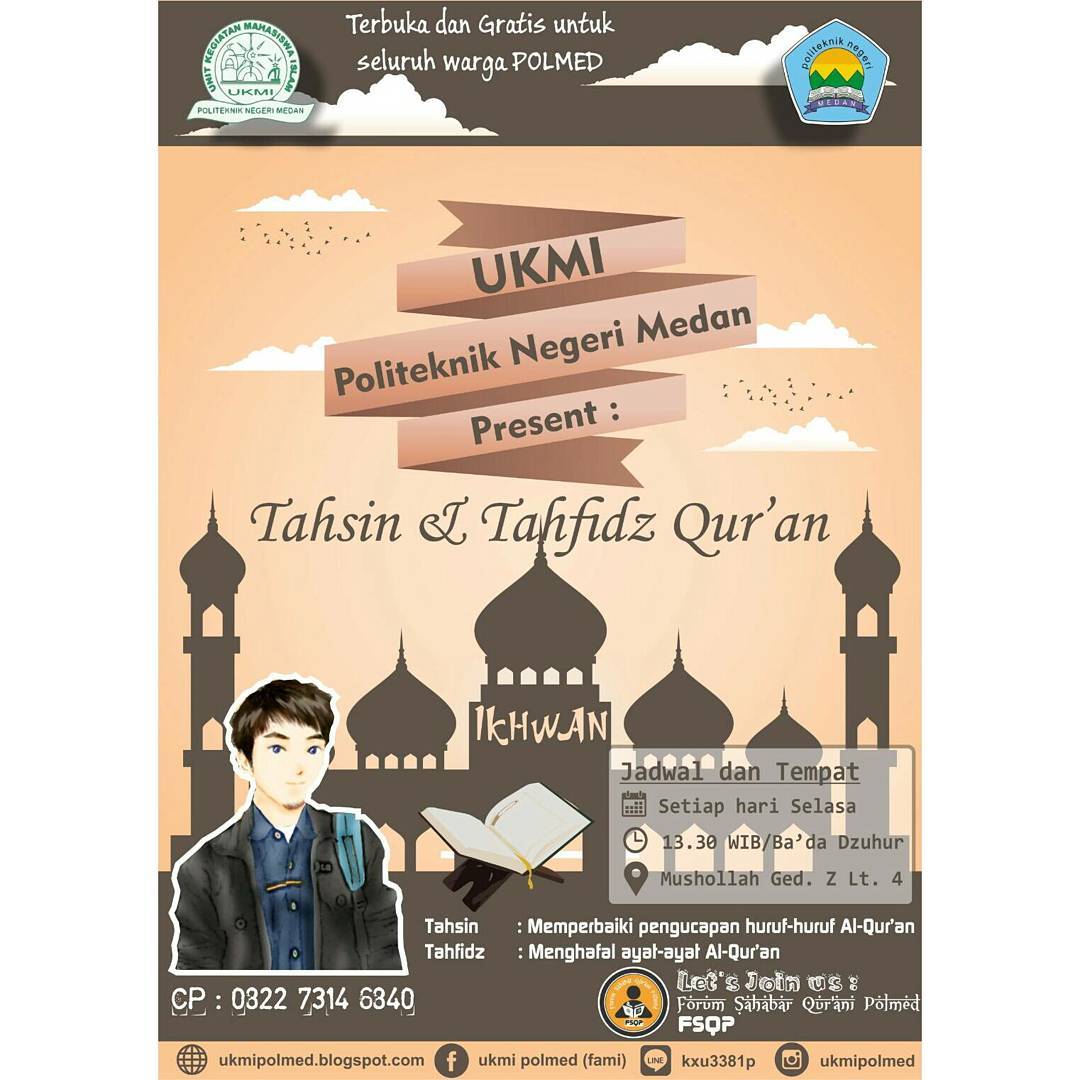 UNIT KEGIATAN MAHASISWA ISLAM
UKMI
POLITEKNIK NEGERI MEDAN
Terbuka dan Gratis untuk
seluruh warga POLMED
politeknik negeri
MEDAN
UKMI
Politeknik Negeri Medan
Present :
Tahsin & Tahfidz Qur'an
IKHWAN
Jadwal dan Tempat
Setiap hari Selasa
13.30 WIB/Ba'da Dzuhur
Mushollah Ged. Z Lt. 4
Tahsin : Memperbaiki pengucapan huruf-huruf Al-Qur'an
Tahfidz : Menghafal ayat-ayat Al-Qur'an
CP : 0822 7314 6840
Let's Join us :
Forum Sahabar Qur'ani Polmed
FSQP
FSQP
ukmipolmed.blogspot.com
f ukmi polmed (fami)
LINE kxu3381p
ukmipolmed